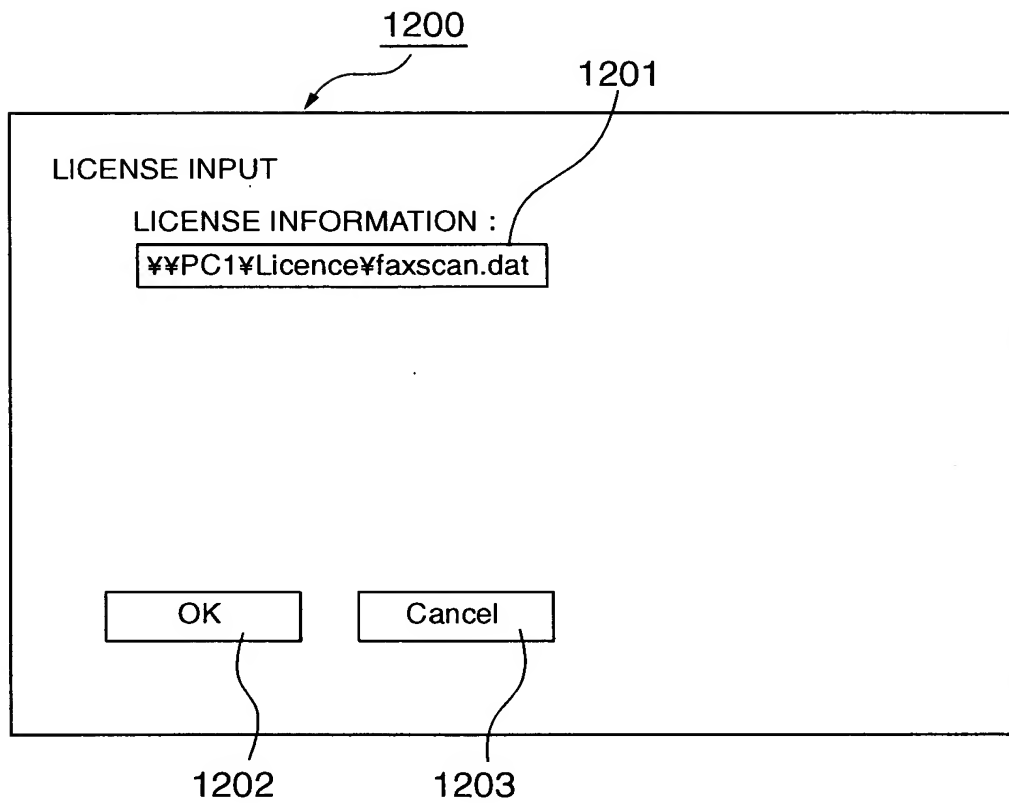 1200
1201
LICENSE INPUT
LICENSE INFORMATION :
¥¥PC1¥Licence¥faxscan.dat
OK
Cancel
1202
1203